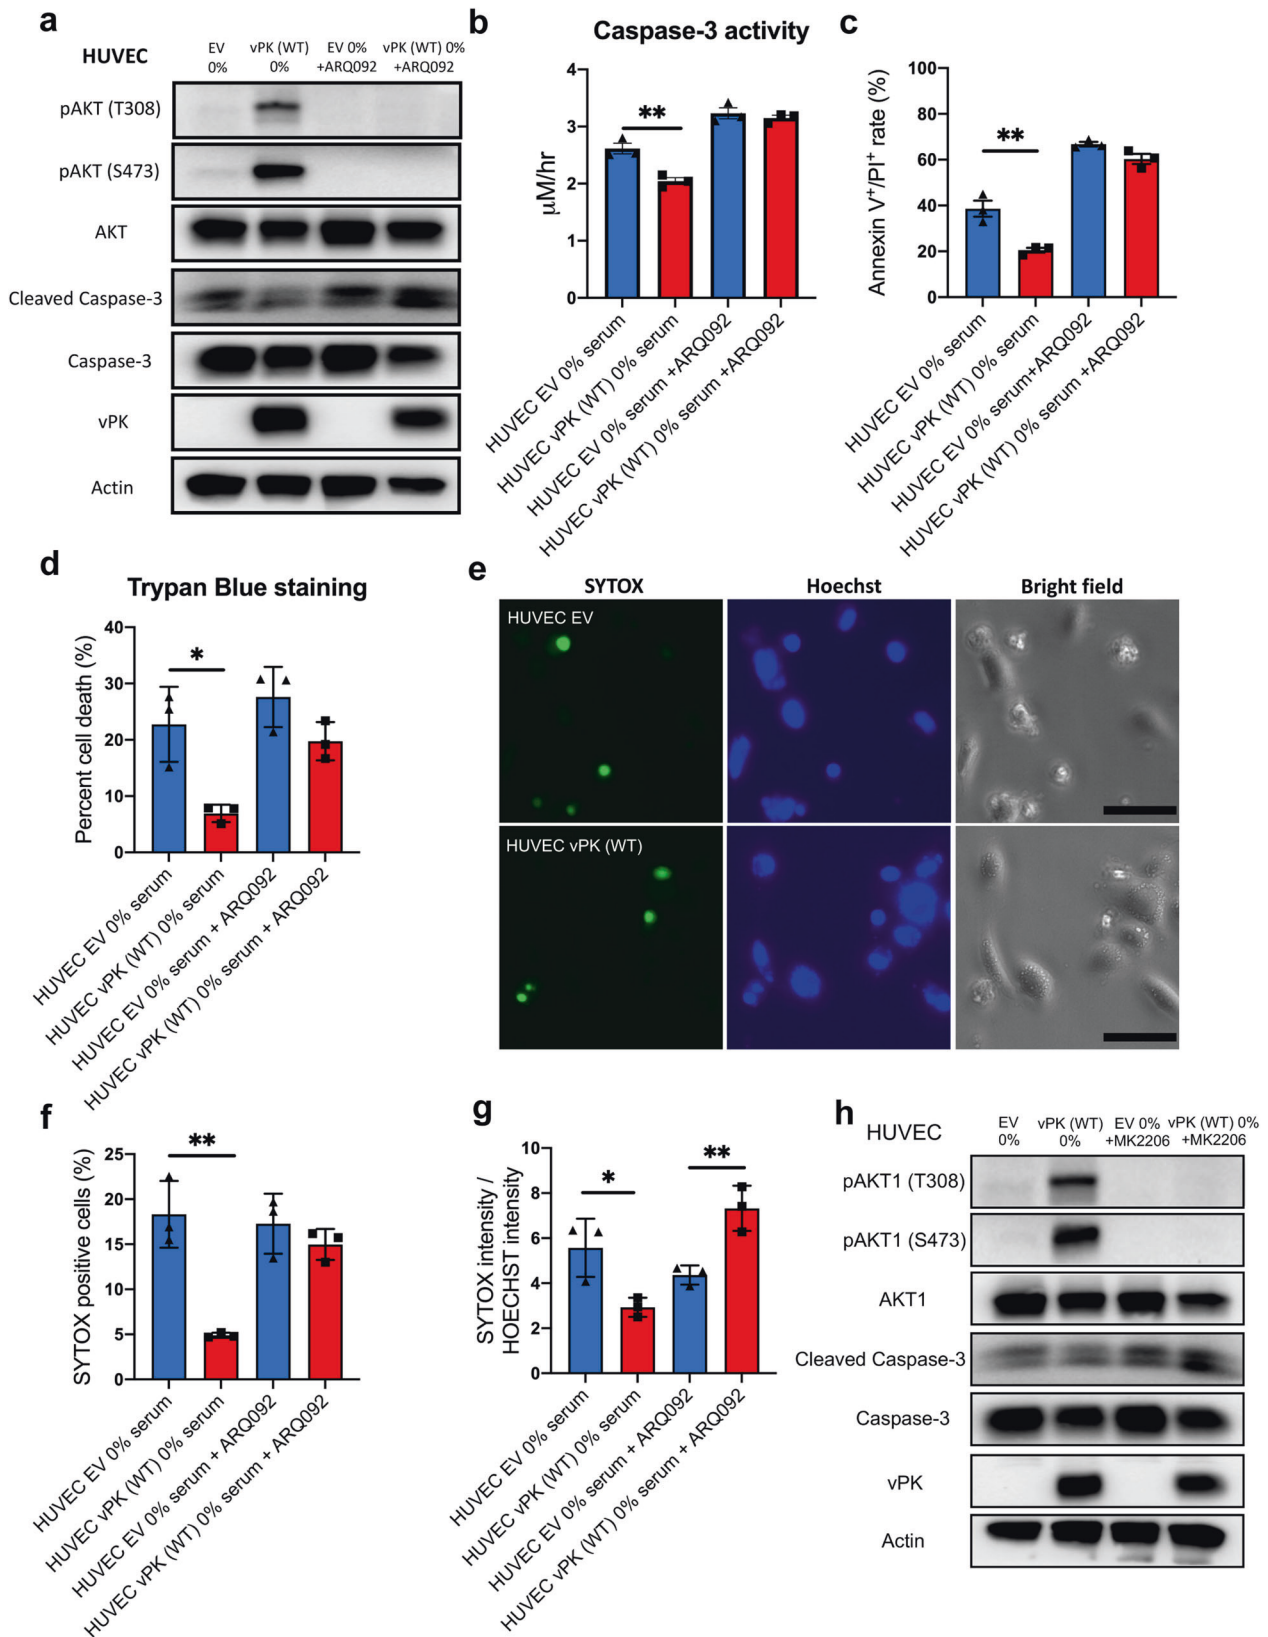 a
HUVEC
EV
0%
vPK (WT)
0%
EV 0%
+ARQ092
vPK (WT) 0%
+ARQ092
pAKT (T308)
pAKT (S473)
AKT
Cleaved Caspase-3
Caspase-3
vPK
Actin
b
Caspase-3 activity
4
3
2
1
0
µM/hr
**
HUVEC EV 0% serum
HUVEC vPK (WT) 0% serum
HUVEC EV 0% serum +ARQ092
HUVEC vPK (WT) 0% serum +ARQ092
c
100
80
60
40
20
0
Annexin V+/PI+ rate (%)
**
HUVEC EV 0% serum
HUVEC vPK (WT) 0% serum
HUVEC EV 0% serum+ARQ092
HUVEC vPK (WT) 0% serum +ARQ092
d
Trypan Blue staining
40
30
20
10
0
Percent cell death (%)
*
HUVEC EV 0% serum
HUVEC vPK (WT) 0% serum
HUVEC EV 0% serum + ARQ092
HUVEC vPK (WT) 0% serum + ARQ092
e
SYTOX
Hoechst
Bright field
HUVEC EV
HUVEC vPK (WT)
f
25
20
15
10
5
0
SYTOX positive cells (%)
**
HUVEC EV 0% serum
HUVEC vPK (WT) 0% serum
HUVEC EV 0% serum + ARQ092
HUVEC vPK (WT) 0% serum + ARQ092
g
10
8
6
4
2
0
SYTOX intensity /
HOECHST intensity
*
**
HUVEC EV 0% serum
HUVEC vPK (WT) 0% serum
HUVEC EV 0% serum + ARQ092
HUVEC vPK (WT) 0% serum + ARQ092
h
HUVEC
EV
0%
vPK (WT)
0%
EV 0%
+MK2206
vPK (WT) 0%
+MK2206
pAKT1 (T308)
pAKT1 (S473)
AKT1
Cleaved Caspase-3
Caspase-3
vPK
Actin